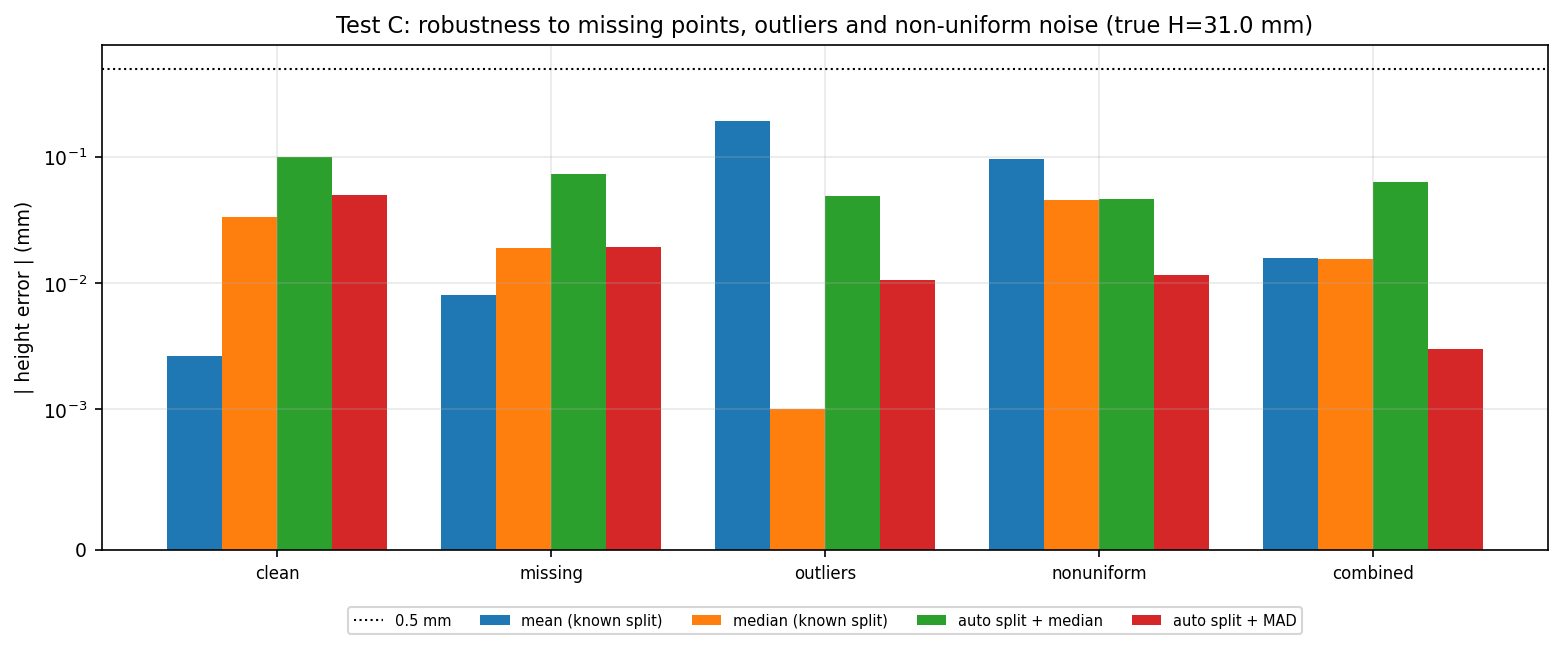 Test C: robustness to missing points, outliers and non-uniform noise (true H=31.0 mm)
| height error | (mm)
10⁻¹
10⁻²
10⁻³
0
clean missing outliers nonuniform combined
0.5 mm mean (known split) median (known split) auto split + median auto split + MAD